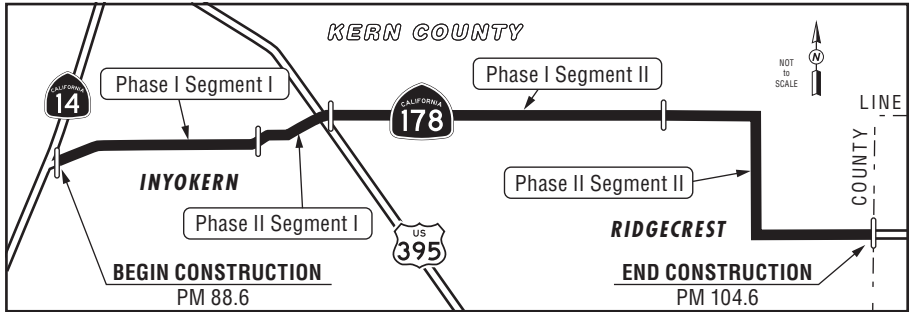 KERN COUNTY
CALIFORNIA
14
Phase I Segment I
Phase I Segment II
CALIFORNIA
178
NOT
to
SCALE
N
COUNTY LINE
INYOKERN
Phase II Segment I
Phase II Segment II
RIDGECREST
US
395
BEGIN CONSTRUCTION
PM 88.6
END CONSTRUCTION
PM 104.6